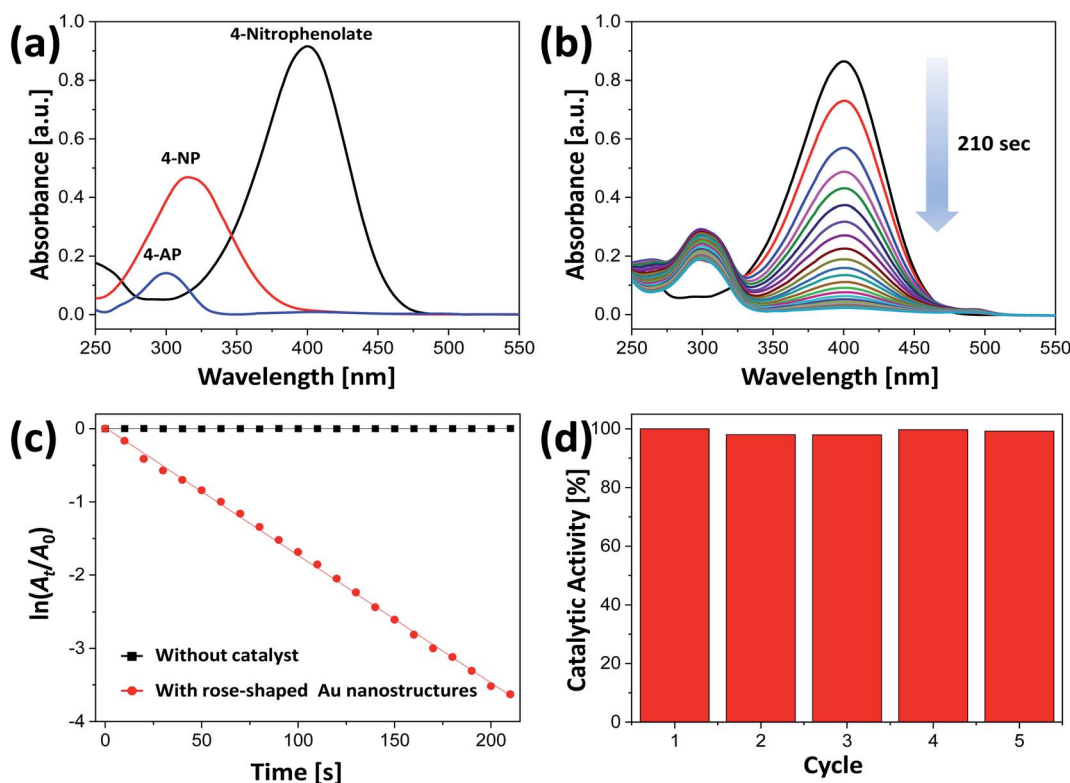 (a)
1.0
0.8
0.6
0.4
0.2
0.0
Absorbance [a.u.]
4-Nitrophenolate
4-NP
4-AP
250 300 350 400 450 500 550
Wavelength [nm]
(b)
1.0
0.8
0.6
0.4
0.2
0.0
Absorbance [a.u.]
210 sec
250 300 350 400 450 500 550
Wavelength [nm]
(c)
0
-1
-2
-3
-4
ln(At/A0)
Without catalyst
With rose-shaped Au nanostructures
0 50 100 150 200
Time [s]
(d)
100
80
60
40
20
0
Catalytic Activity [%]
1 2 3 4 5
Cycle